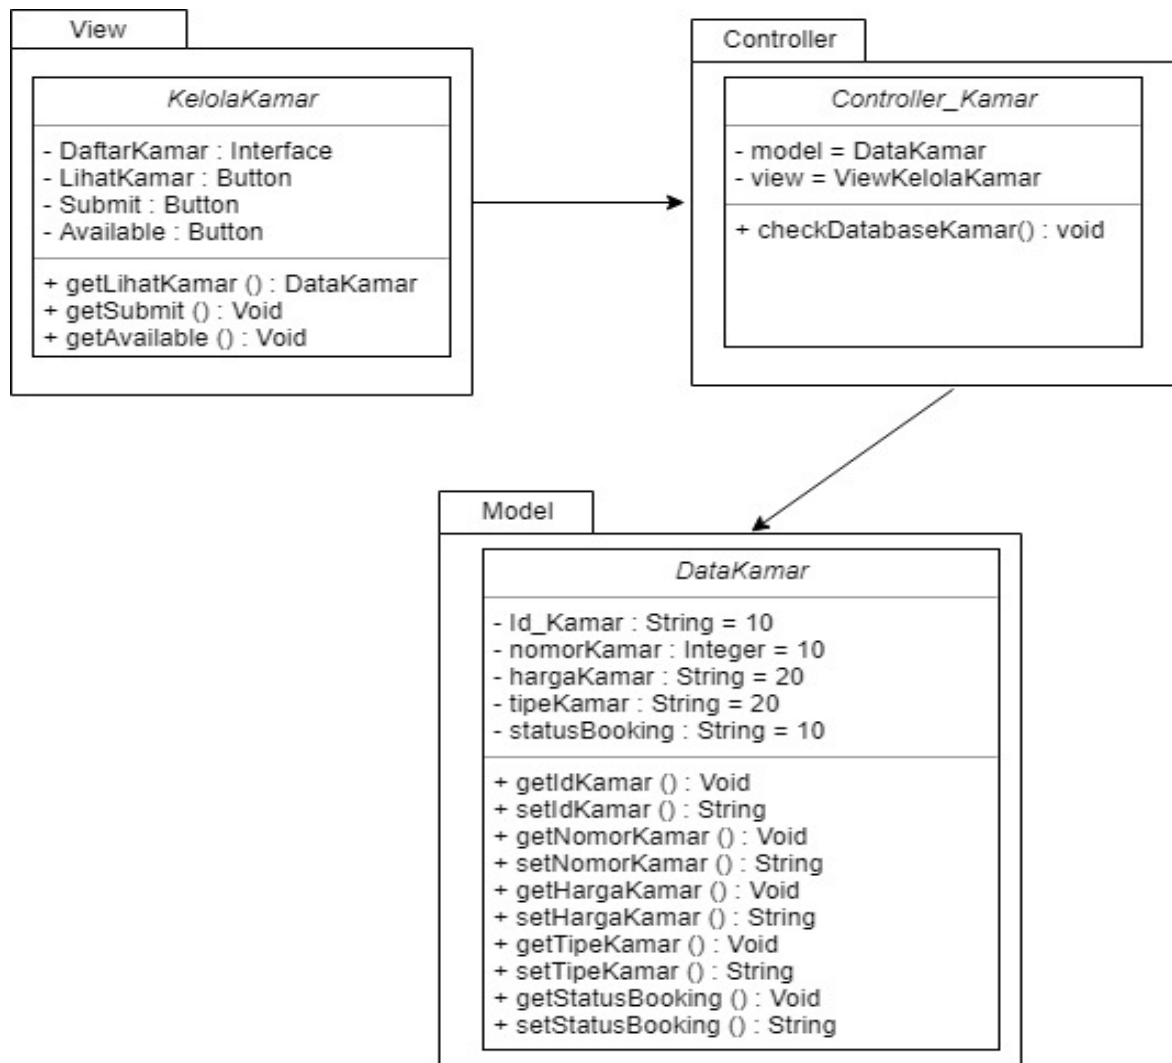 View
KelolaKamar
- DaftarKamar : Interface
- LihatKamar : Button
- Submit : Button
- Available : Button
+ getLihatKamar () : DataKamar
+ getSubmit () : Void
+ getAvailable () : Void
Controller
Controller_Kamar
- model = DataKamar
- view = ViewKelolaKamar
+ checkDatabaseKamar() : void
Model
DataKamar
- Id_Kamar : String = 10
- nomorKamar : Integer = 10
- hargaKamar : String = 20
- tipeKamar : String = 20
- statusBooking : String = 10
+ getIdKamar () : Void
+ setIdKamar () : String
+ getNomorKamar () : Void
+ setNomorKamar () : String
+ getHargaKamar () : Void
+ setHargaKamar () : String
+ getTipeKamar () : Void
+ setTipeKamar () : String
+ getStatusBooking () : Void
+ setStatusBooking () : String